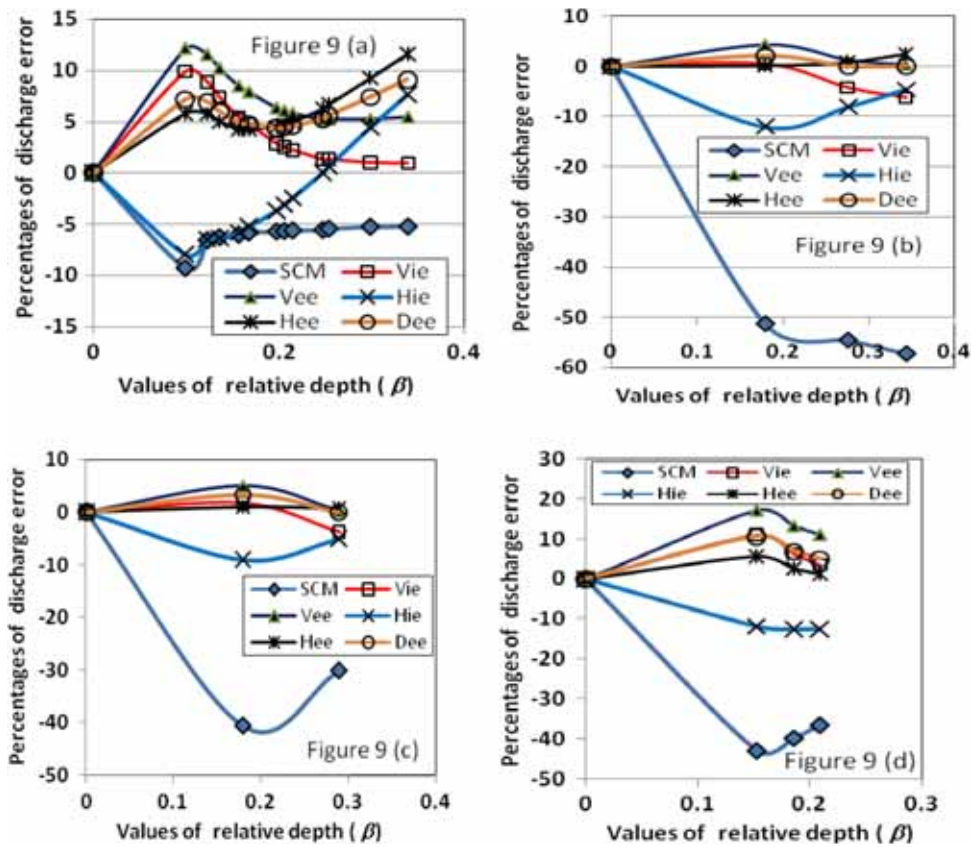 Figure 9 (a)
Percentages of discharge error
15
10
5
0
-5
-10
-15
0
0.2
0.4
SCM
Vie
Vee
Hie
Hee
Dee
Values of relative depth ( β )
Figure 9 (b)
Percentages of discharge error
10
0
-10
-20
-30
-40
-50
-60
0
0.1
0.2
0.3
0.4
SCM
Vie
Vee
Hie
Hee
Dee
Values of relative depth ( β )
Figure 9 (c)
Percentages of discharge error
10
0
-10
-20
-30
-40
-50
0
0.1
0.2
0.3
0.4
SCM
Vie
Vee
Hie
Hee
Dee
Values of relative depth ( β )
Figure 9 (d)
Percentages of discharge error
30
20
10
0
-10
-20
-30
-40
-50
0
0.1
0.2
0.3
SCM
Vie
Vee
Hie
Hee
Dee
Values of relative depth ( β )